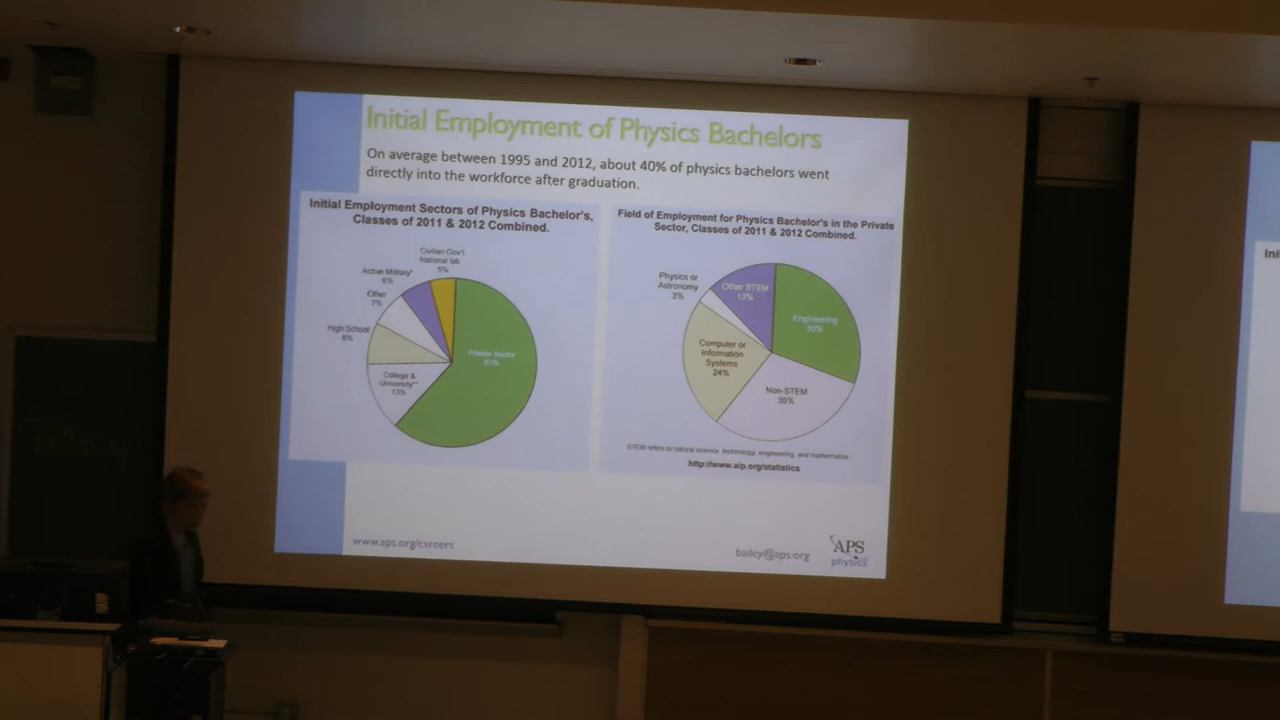 Initial Employment of Physics Bachelors
On average between 1995 and 2012, about 40% of physics bachelors went
directly into the workforce after graduation.
Initial Employment Sectors of Physics Bachelor's,
Classes of 2011 & 2012 Combined.
Civilian Gov't.
National lab
5%
Active Military*
6%
Other
7%
High School
8%
College &
University**
13%
Private Sector
61%
Field of Employment for Physics Bachelor's in the Private
Sector, Classes of 2011 & 2012 Combined.
Physics or
Astronomy
3%
Other STEM
13%
Engineering
30%
Computer or
Information
Systems
24%
Non-STEM
30%
STEM refers to natural science, technology, engineering, and mathematics.
http://www.aip.org/statistics
www.aps.org/careers
bailey@aps.org
APS
physics
Ini